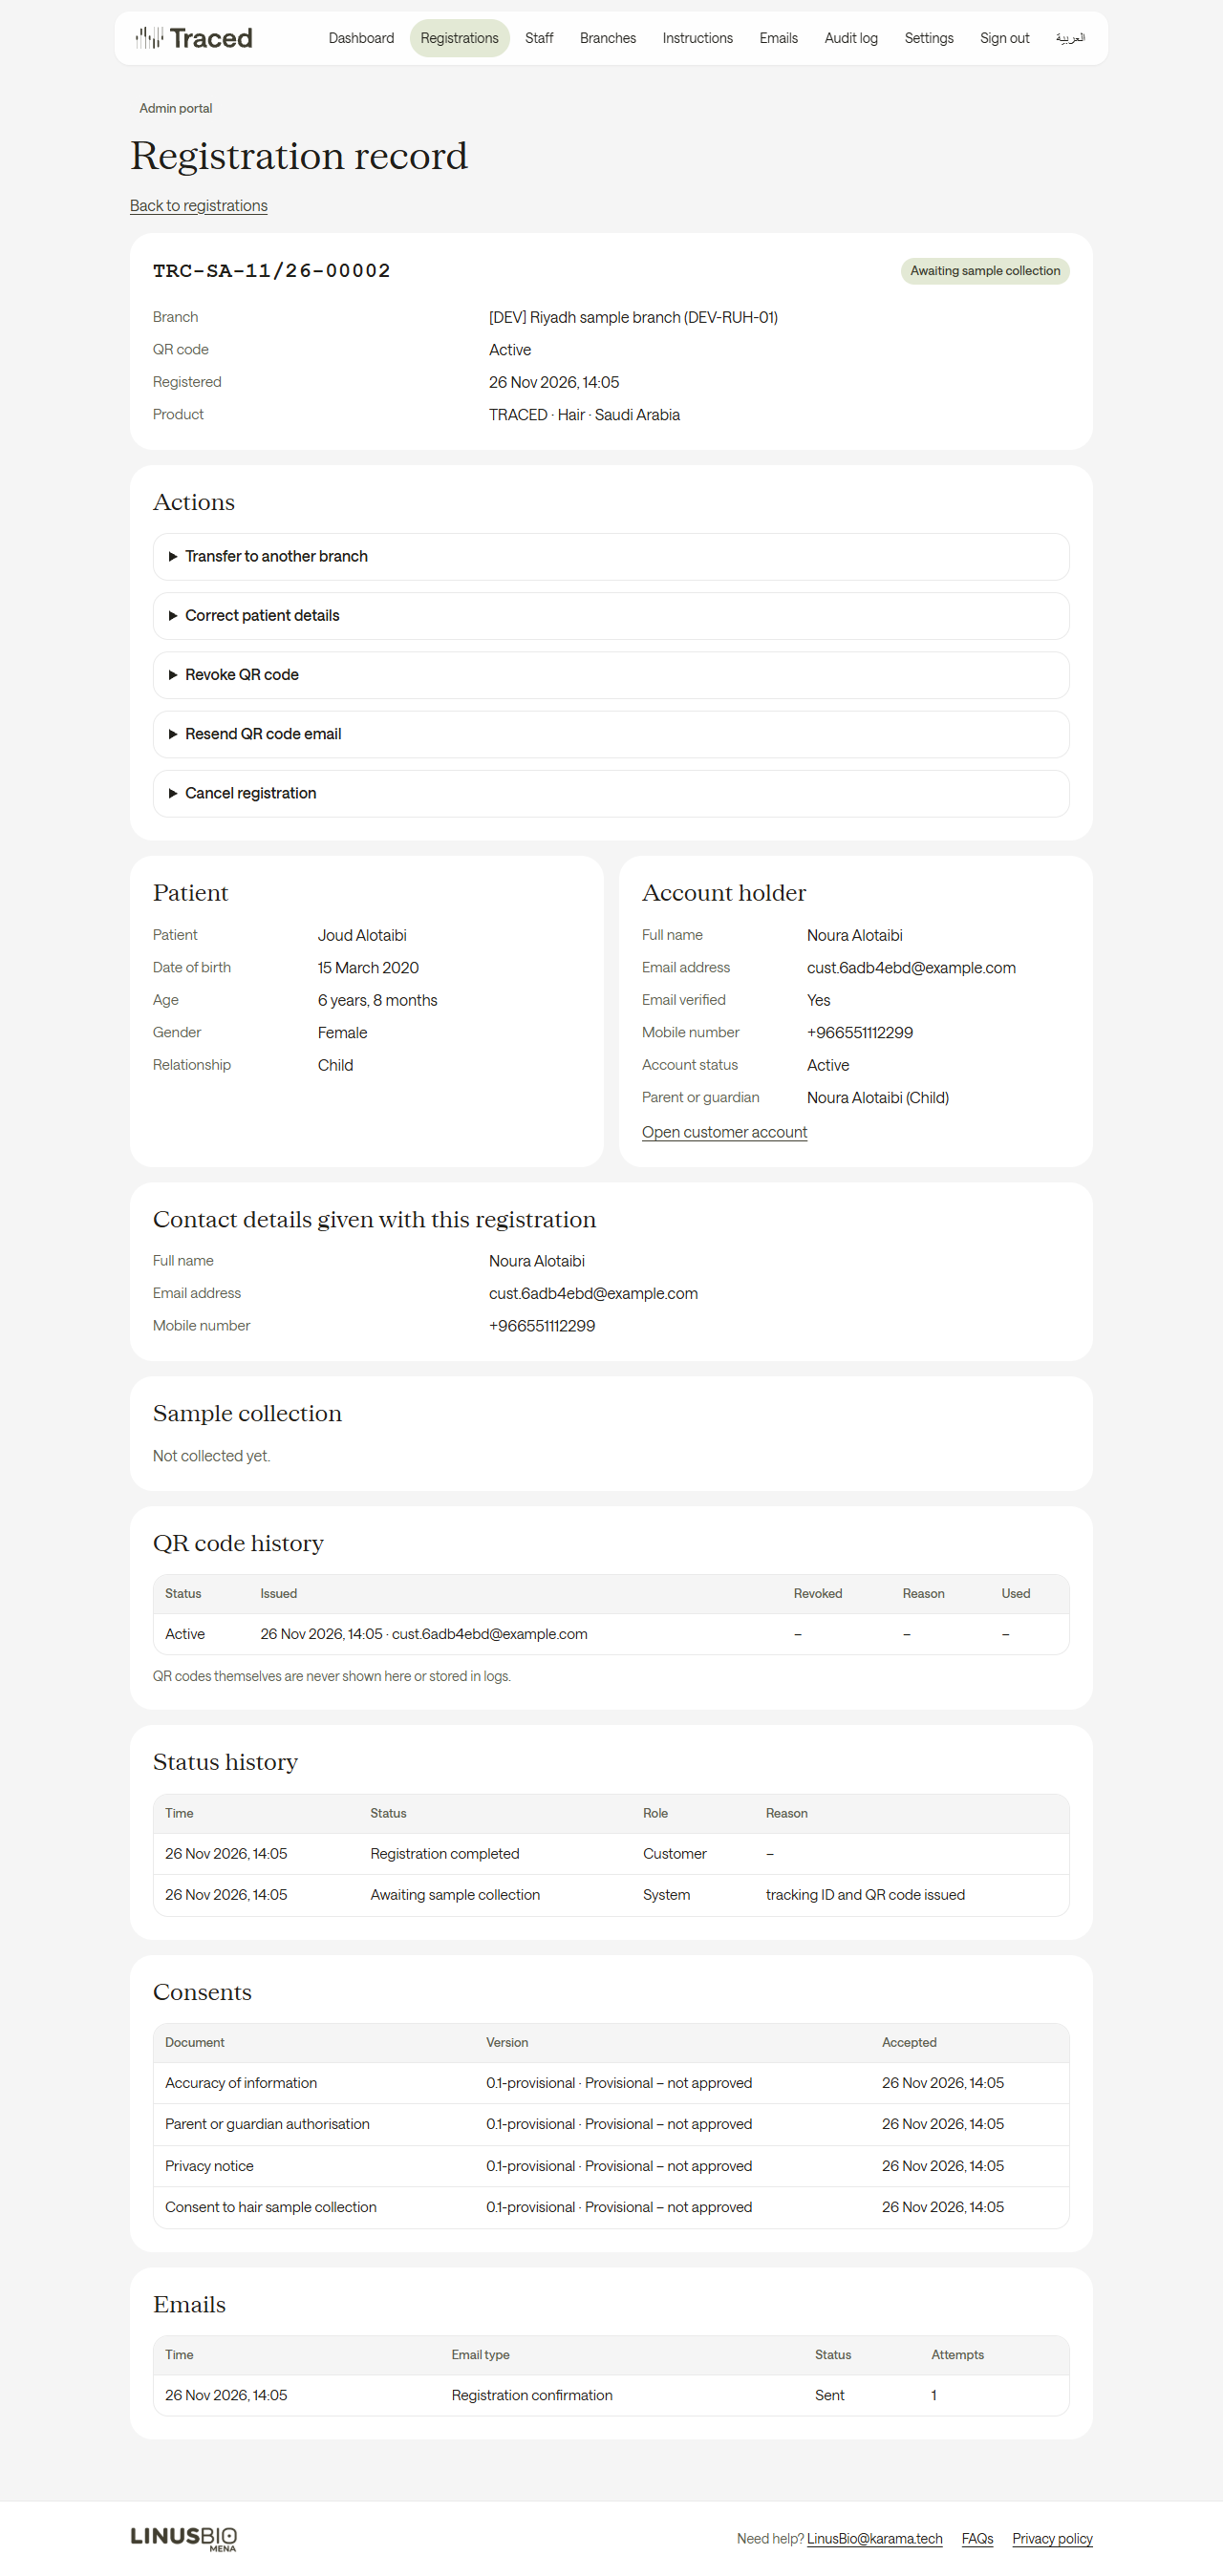 Traced
Dashboard Registrations Staff Branches Instructions Emails Audit log Settings Sign out العربية
Admin portal
Registration record
Back to registrations
TRC-SA-11/26-00002 Awaiting sample collection
Branch [DEV] Riyadh sample branch (DEV-RUH-01)
QR code Active
Registered 26 Nov 2026, 14:05
Product TRACED · Hair · Saudi Arabia
Actions
Transfer to another branch
Correct patient details
Revoke QR code
Resend QR code email
Cancel registration
Patient
Patient Joud Alotaibi
Date of birth 15 March 2020
Age 6 years, 8 months
Gender Female
Relationship Child
Account holder
Full name Noura Alotaibi
Email address cust.6adb4ebd@example.com
Email verified Yes
Mobile number +966551112299
Account status Active
Parent or guardian Noura Alotaibi (Child)
Open customer account
Contact details given with this registration
Full name Noura Alotaibi
Email address cust.6adb4ebd@example.com
Mobile number +966551112299
Sample collection
Not collected yet.
QR code history
Status Issued Revoked Reason Used
Active 26 Nov 2026, 14:05 · cust.6adb4ebd@example.com – – –
QR codes themselves are never shown here or stored in logs.
Status history
Time Status Role Reason
26 Nov 2026, 14:05 Registration completed Customer –
26 Nov 2026, 14:05 Awaiting sample collection System tracking ID and QR code issued
Consents
Document Version Accepted
Accuracy of information 0.1-provisional · Provisional – not approved 26 Nov 2026, 14:05
Parent or guardian authorisation 0.1-provisional · Provisional – not approved 26 Nov 2026, 14:05
Privacy notice 0.1-provisional · Provisional – not approved 26 Nov 2026, 14:05
Consent to hair sample collection 0.1-provisional · Provisional – not approved 26 Nov 2026, 14:05
Emails
Time Email type Status Attempts
26 Nov 2026, 14:05 Registration confirmation Sent 1
LINUSBIO
MENA
Need help? LinusBio@karama.tech FAQs Privacy policy